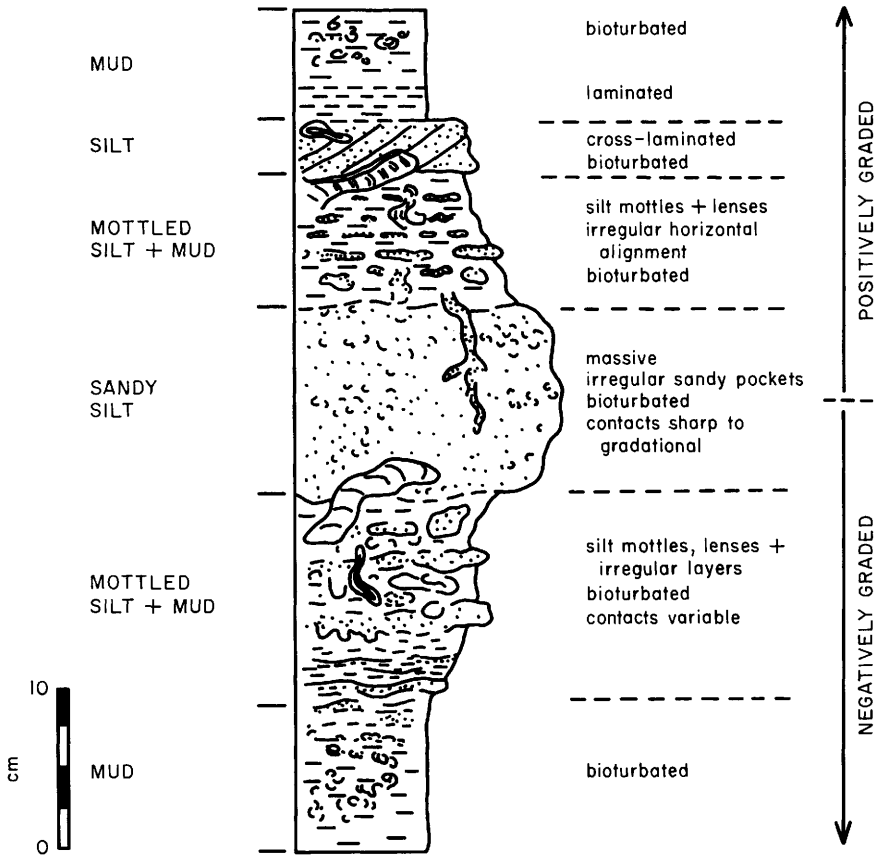 MUD
bioturbated
laminated
SILT
cross-laminated
bioturbated
MOTTLED
SILT + MUD
silt mottles + lenses
irregular horizontal
alignment
bioturbated
SANDY
SILT
massive
irregular sandy pockets
bioturbated
contacts sharp to
gradational
MOTTLED
SILT + MUD
silt mottles, lenses +
irregular layers
bioturbated
contacts variable
MUD
bioturbated
10
cm
0
POSITIVELY GRADED
NEGATIVELY GRADED